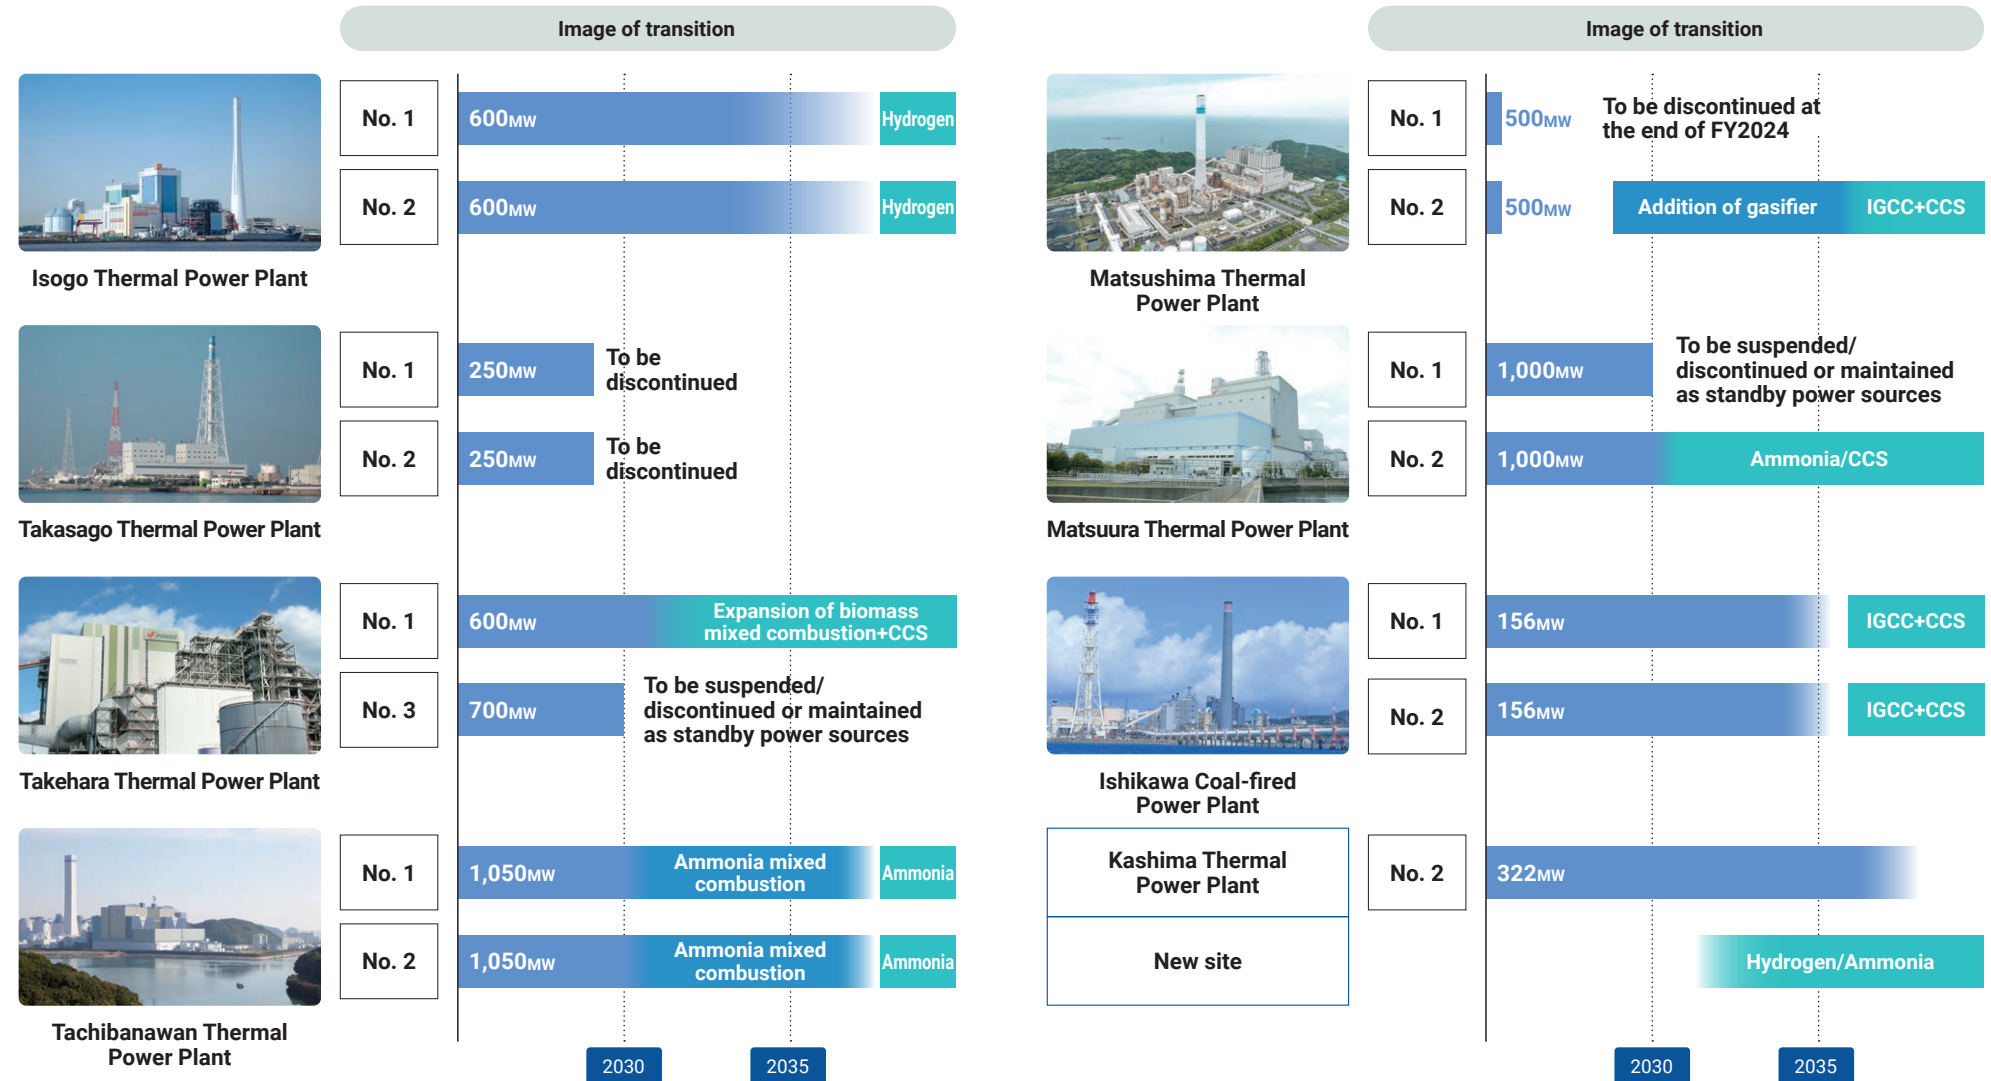 Image of transition
No. 1
600MW
Hydrogen
No. 2
600MW
Hydrogen
Isogo Thermal Power Plant
No. 1
250MW
To be
discontinued
No. 2
250MW
To be
discontinued
Takasago Thermal Power Plant
No. 1
600MW
Expansion of biomass
mixed combustion+CCS
No. 3
700MW
To be suspended/
discontinued or maintained
as standby power sources
Takehara Thermal Power Plant
No. 1
1,050MW
Ammonia mixed
combustion
Ammonia
No. 2
1,050MW
Ammonia mixed
combustion
Ammonia
Tachibanawan Thermal
Power Plant
2030
2035
Image of transition
No. 1
500MW
To be discontinued at
the end of FY2024
No. 2
500MW
Addition of gasifier
IGCC+CCS
Matsushima Thermal
Power Plant
No. 1
1,000MW
To be suspended/
discontinued or maintained
as standby power sources
No. 2
1,000MW
Ammonia/CCS
Matsuura Thermal Power Plant
No. 1
156MW
IGCC+CCS
No. 2
156MW
IGCC+CCS
Ishikawa Coal-fired
Power Plant
Kashima Thermal
Power Plant
No. 2
322MW
New site
Hydrogen/Ammonia
2030
2035